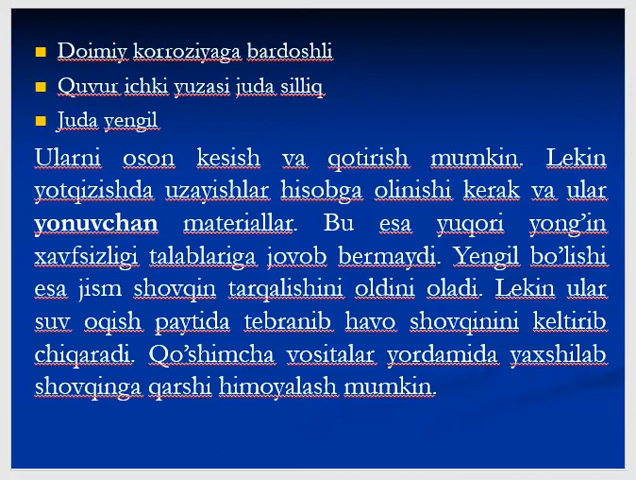 Doimiy korroziyaga bardoshli
Quvur ichki yuzasi juda silliq
Juda yengil
Ularni oson kesish va qotirish mumkin. Lekin
yotqizishda uzayishlar hisobga olinishi kerak va ular
yonuvchan materiallar. Bu esa yuqori yong’in
xavfsizligi talablariga jovob bermaydi. Yengil bo’lishi
esa jism shovqin tarqalishini oldini oladi. Lekin ular
suv oqish paytida tebranib havo shovqinini keltirib
chiqaradi. Qo’shimcha vositalar yordamida yaxshilab
shovqinga qarshi himoyalash mumkin.